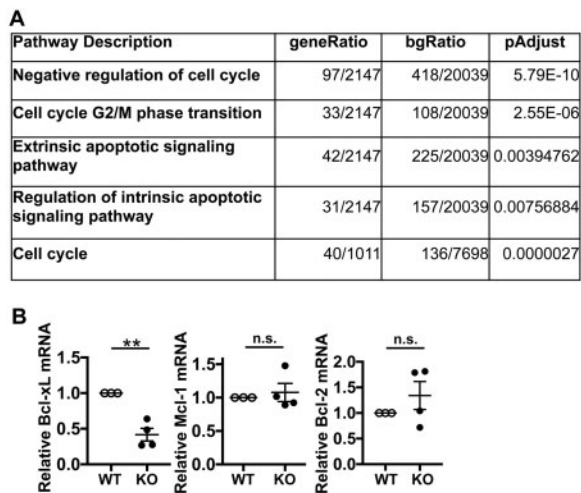 A
Pathway Description geneRatio bgRatio pAdjust
Negative regulation of cell cycle 97/2147 418/20039 5.79E-10
Cell cycle G2/M phase transition 33/2147 108/20039 2.55E-06
Extrinsic apoptotic signaling
pathway 42/2147 225/20039 0.00394762
Regulation of intrinsic apoptotic
signaling pathway 31/2147 157/20039 0.00756884
Cell cycle 40/1011 136/7698 0.0000027
B
Relative Bcl-xL mRNA
1.5
1.0
0.5
0.0
**
WT KO
Relative Mcl-1 mRNA
1.5
1.0
0.5
0.0
n.s.
WT KO
Relative Bcl-2 mRNA
2.0
1.5
1.0
0.5
0.0
n.s.
WT KO